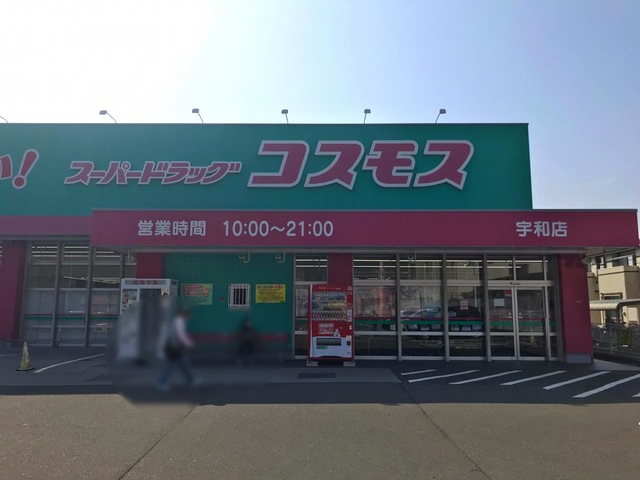 い!
スーパードラッグ コスモス
営業時間 10:00~21:00 宇和店